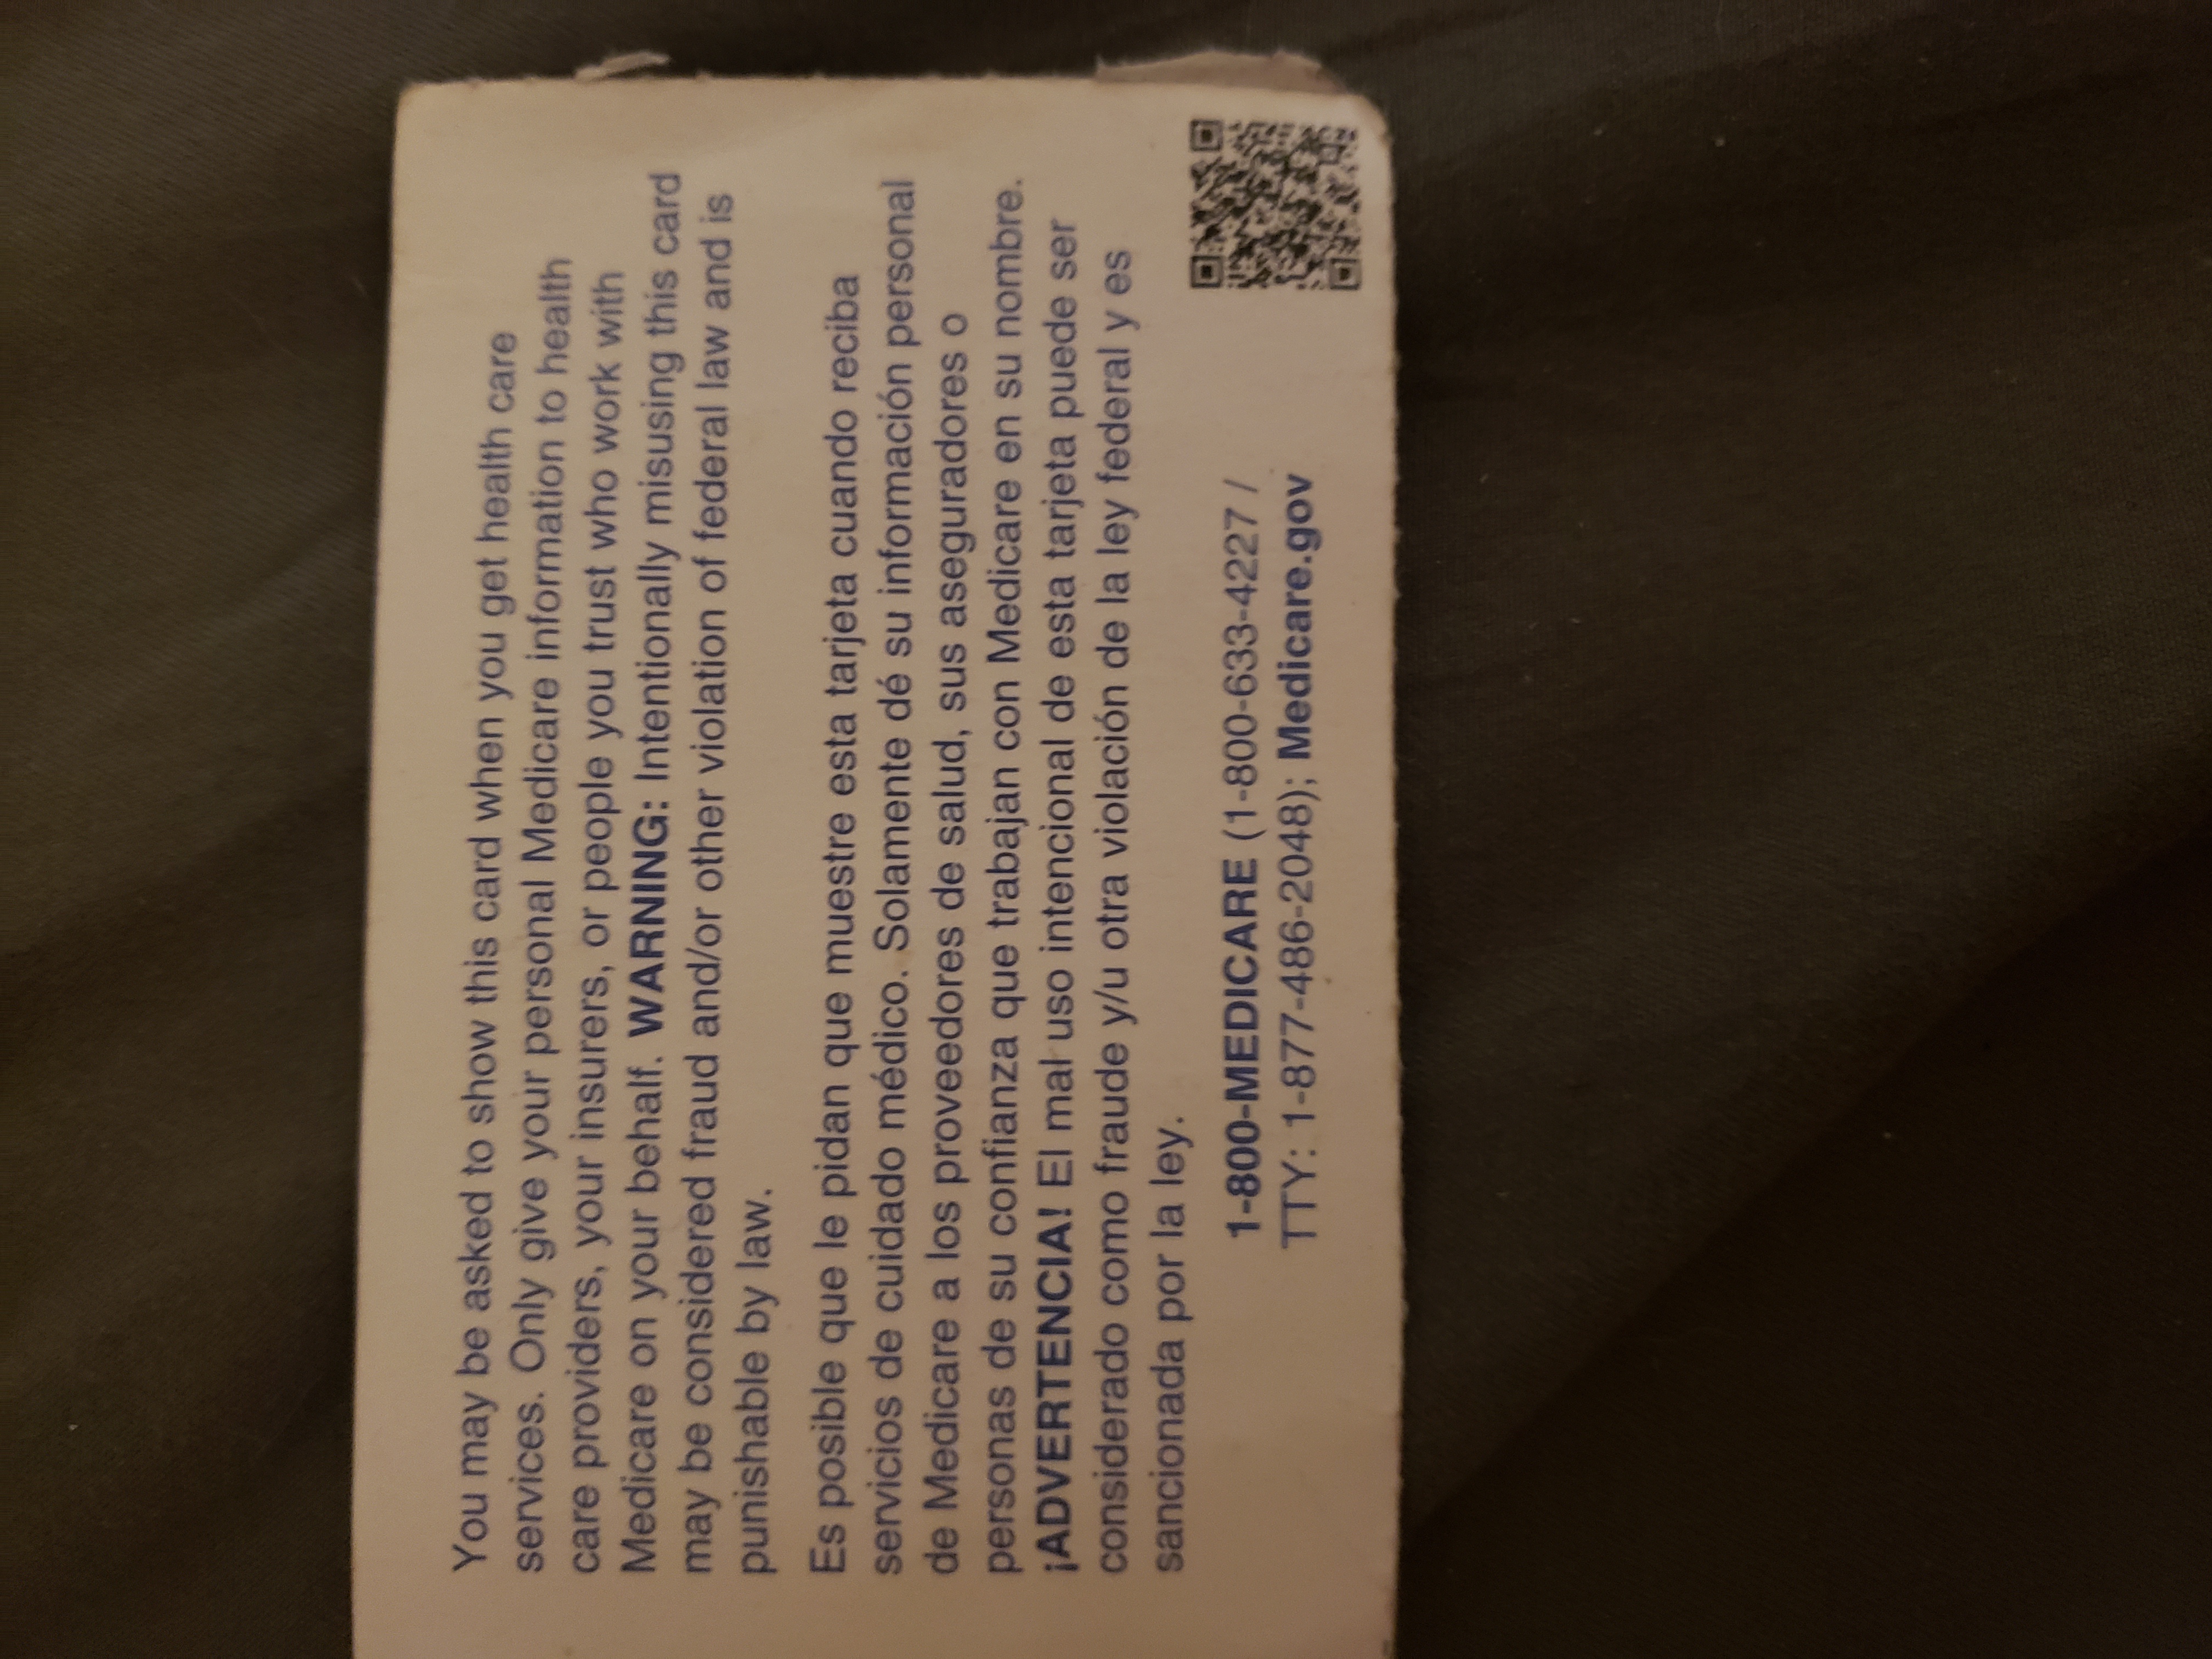 You may be asked to show this card when you get health care
services. Only give your personal Medicare information to health
care providers, your insurers, or people you trust who work with
Medicare on your behalf. WARNING: Intentionally misusing this card
may be considered fraud and/or other violation of federal law and is
punishable by law.
Es posible que le pidan que muestre esta tarjeta cuando reciba
servicios de cuidado médico. Solamente dé su información personal
de Medicare a los proveedores de salud, sus aseguradores o
personas de su confianza que trabajan con Medicare en su nombre.
¡ADVERTENCIA! El mal uso intencional de esta tarjeta puede ser
considerado como fraude y/u otra violación de la ley federal y es
sancionada por la ley.
1-800-MEDICARE (1-800-633-4227 /
TTY: 1-877-486-2048); Medicare.gov